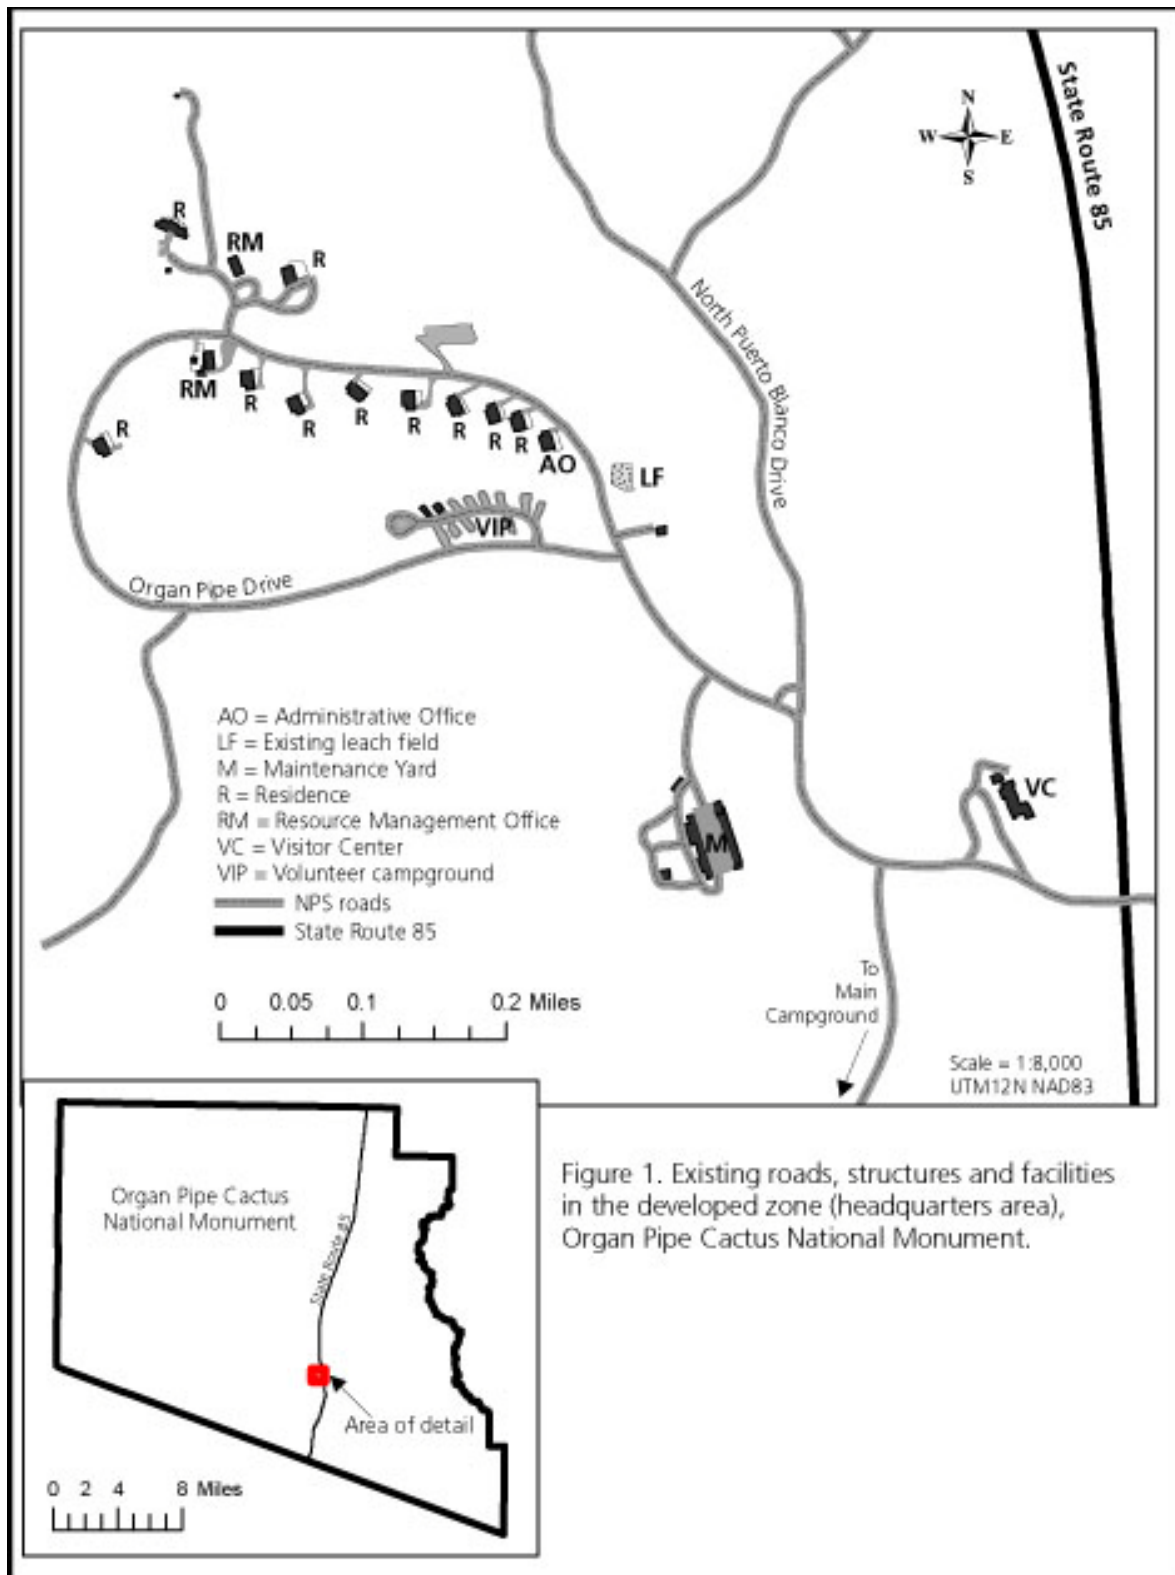 N
W
E
S
State Route 85
R
RM
R
North Puerto Blanco Drive
RM
R
R
R
R
R
R
R
R
AO
LF
VIP
Organ Pipe Drive
AO = Administrative Office
LF = Existing leach field
M = Maintenance Yard
R = Residence
RM = Resource Management Office
VC = Visitor Center
VIP = Volunteer campground
NPS roads
State Route 85
M
VC
0 0.05 0.1 0.2 Miles
To
Main
Campground
Scale = 1:8,000
UTM12N NAD83
Organ Pipe Cactus
National Monument
State Route 85
Area of detail
0 2 4 8 Miles
Figure 1. Existing roads, structures and facilities
in the developed zone (headquarters area),
Organ Pipe Cactus National Monument.